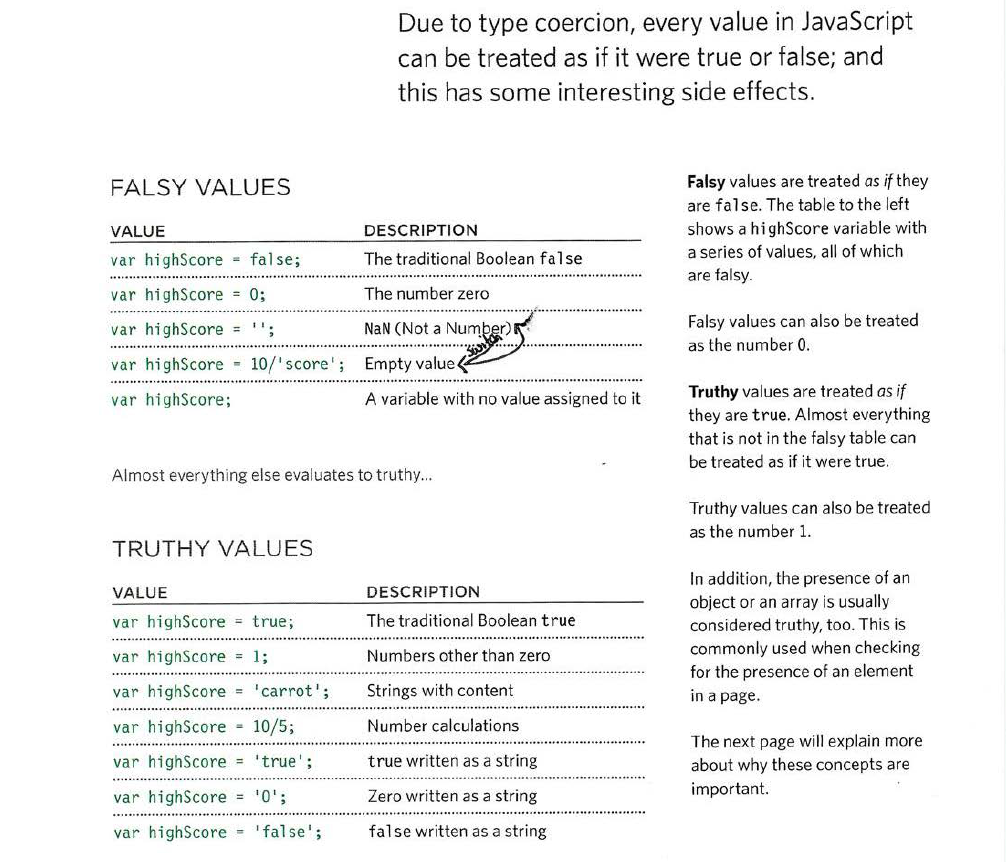 Due to type coercion, every value in JavaScript
can be treated as if it were true or false; and
this has some interesting side effects.
FALSY VALUES
VALUE DESCRIPTION
var highScore = false; The traditional Boolean false
var highScore = 0; The number zero
var highScore = ''; NaN (Not a Number)
switch
var highScore = 10/'score'; Empty value
var highScore; A variable with no value assigned to it
Almost everything else evaluates to truthy...
TRUTHY VALUES
VALUE DESCRIPTION
var highScore = true; The traditional Boolean true
var highScore = 1; Numbers other than zero
var highScore = 'carrot'; Strings with content
var highScore = 10/5; Number calculations
var highScore = 'true'; true written as a string
var highScore = '0'; Zero written as a string
var highScore = 'false'; false written as a string
Falsy values are treated as if they
are false. The table to the left
shows a highScore variable with
a series of values, all of which
are falsy.
Falsy values can also be treated
as the number 0.
Truthy values are treated as if
they are true. Almost everything
that is not in the falsy table can
be treated as if it were true.
Truthy values can also be treated
as the number 1.
In addition, the presence of an
object or an array is usually
considered truthy, too. This is
commonly used when checking
for the presence of an element
in a page.
The next page will explain more
about why these concepts are
important.